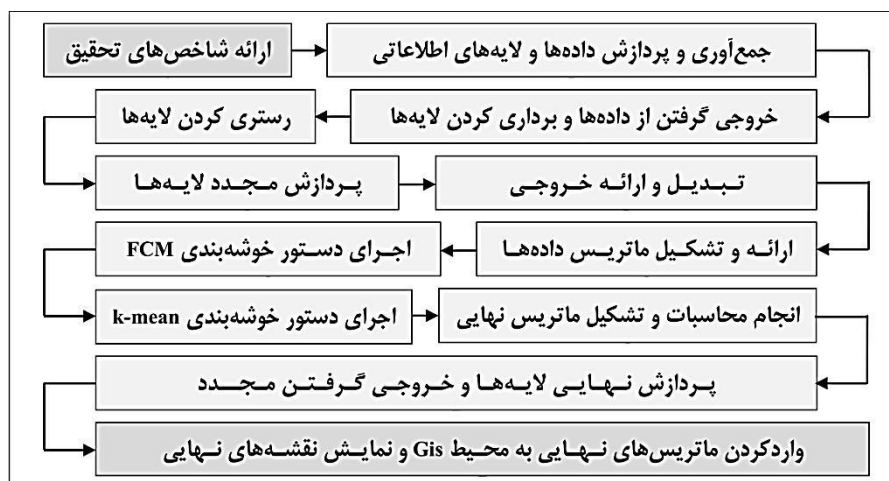 ارائه شاخص‌های تحقیق
جمع‌آوری و پردازش داده‌ها و لایه‌های اطلاعاتی
خروجی گرفتن از داده‌ها و برداری کردن لایه‌ها
رستری کردن لایه‌ها
پردازش مجدد لایه‌ها
تبدیل و ارائه خروجی
ارائه و تشکیل ماتریس داده‌ها
اجرای دستور خوشه‌بندی FCM
اجرای دستور خوشه‌بندی k-mean
انجام محاسبات و تشکیل ماتریس نهایی
پردازش نهایی لایه‌ها و خروجی گرفتن مجدد
واردکردن ماتریس‌های نهایی به محیط Gis و نمایش نقشه‌های نهایی